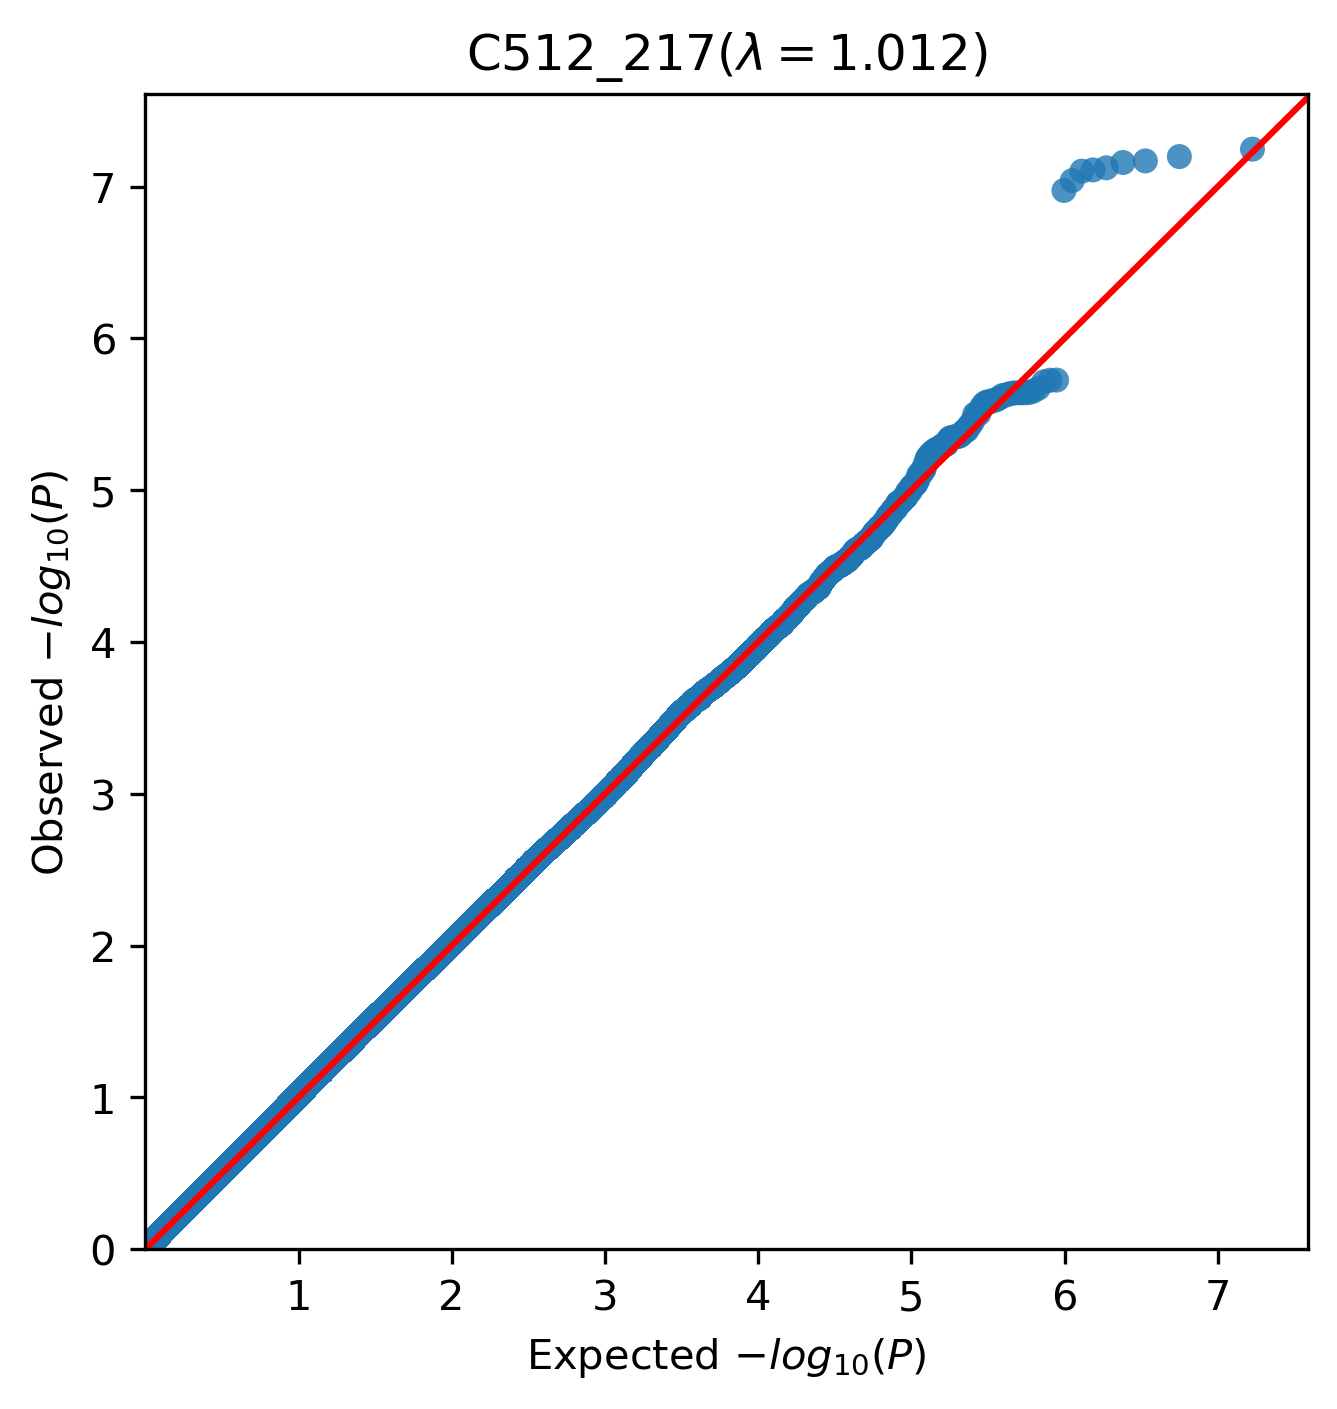 C512_217(λ = 1.012)
Observed −log₁₀(P)
7
6
5
4
3
2
1
0
1 2 3 4 5 6 7
Expected −log₁₀(P)